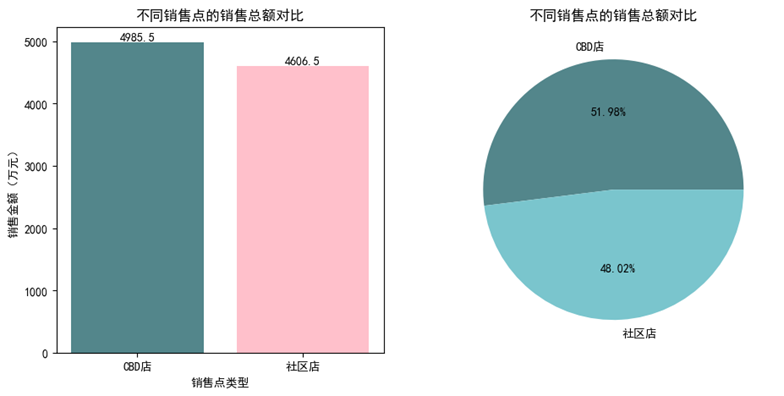 不同销售点的销售总额对比
4985.5
4606.5
5000
4000
3000
2000
1000
0
销售金额（万元）
CBD店
社区店
销售点类型
不同销售点的销售总额对比
CBD店
51.98%
48.02%
社区店